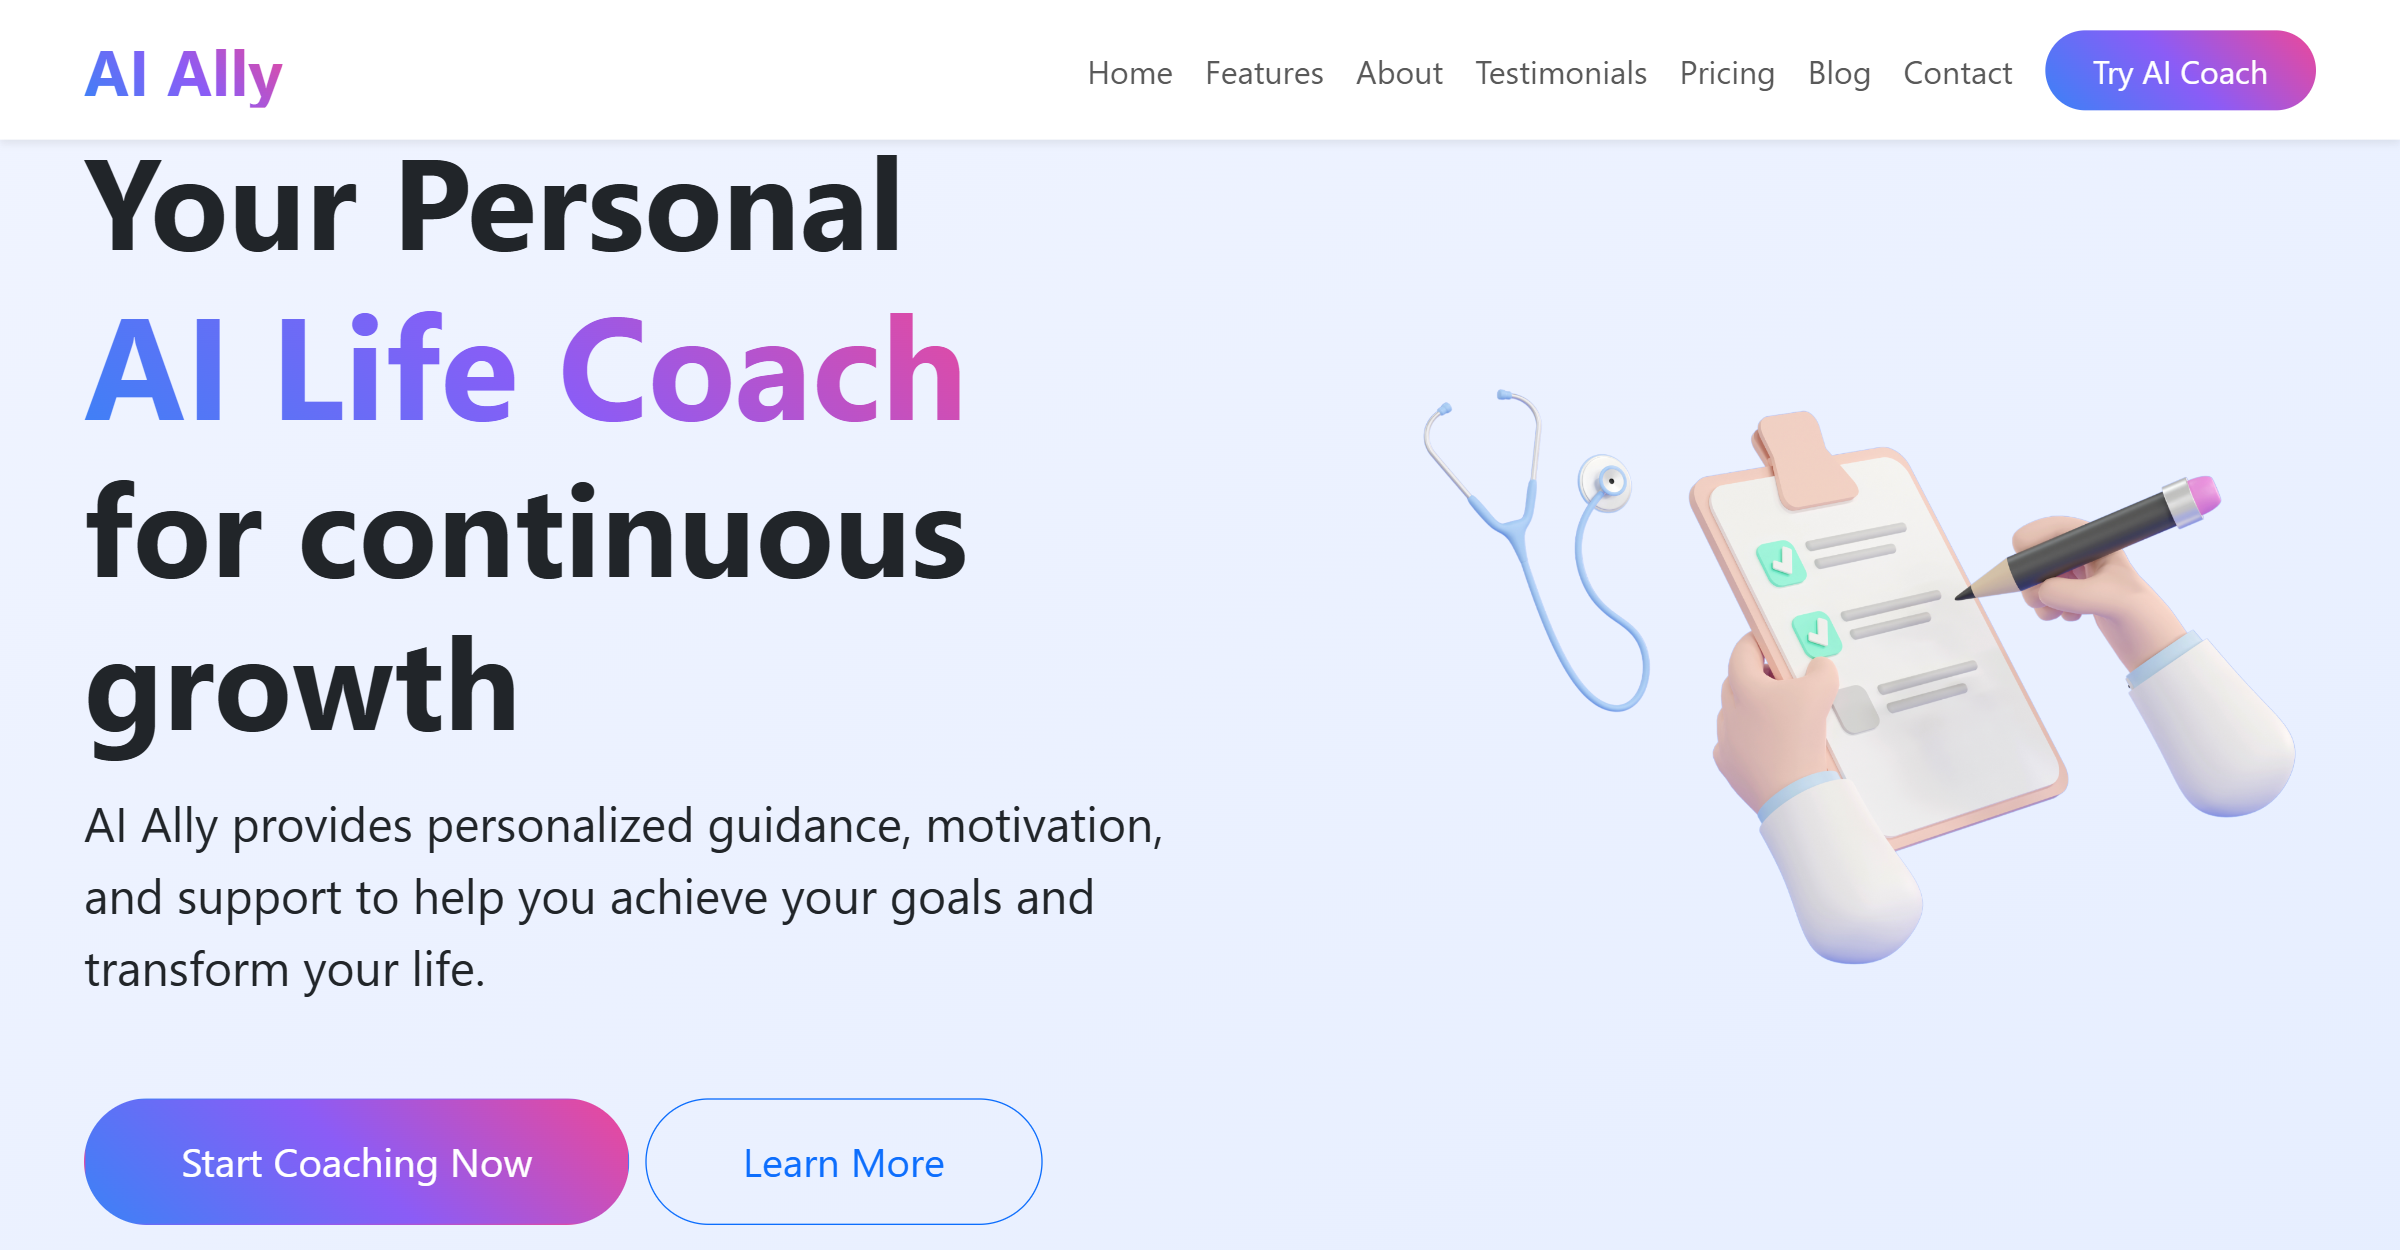 AI Ally
Home Features About Testimonials Pricing Blog Contact Try AI Coach
Your Personal
AI Life Coach
for continuous
growth
AI Ally provides personalized guidance, motivation,
and support to help you achieve your goals and
transform your life.
Start Coaching Now
Learn More